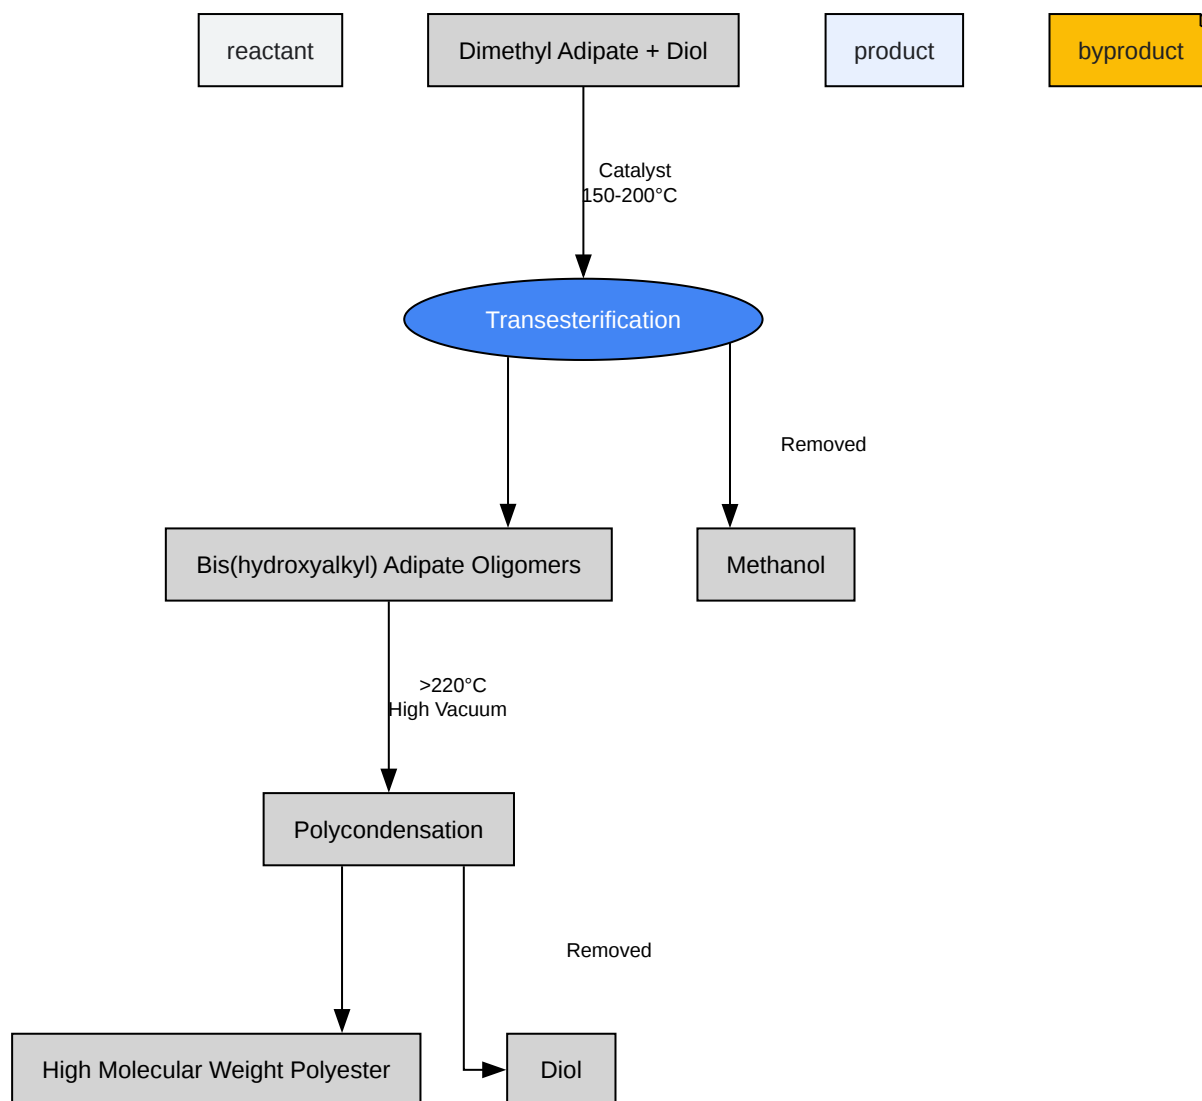 reactant
Dimethyl Adipate + Diol
product
byproduct
Catalyst
150-200°C
Transesterification
Removed
Bis(hydroxyalkyl) Adipate Oligomers
Methanol
>220°C
High Vacuum
Polycondensation
Removed
High Molecular Weight Polyester
Diol